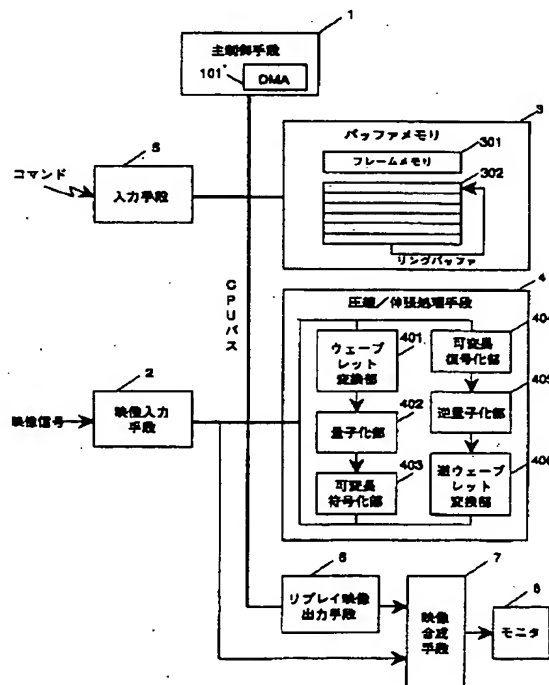 1
主制御手段
101
DMA
3
バッファメモリ
301
フレームメモリ
302
リングバッファ
5
コマンド
入力手段
CPUバス
4
圧縮/伸張処理手段
401
ウェーブ
レット
変換部
402
量子化部
403
可変長
符号化部
404
可変長
復号化部
405
逆量子化部
406
逆ウェーブ
レット
変換部
2
映像信号
映像入力
手段
6
リプレイ映像
出力手段
7
映像
合成
手段
8
モニタ